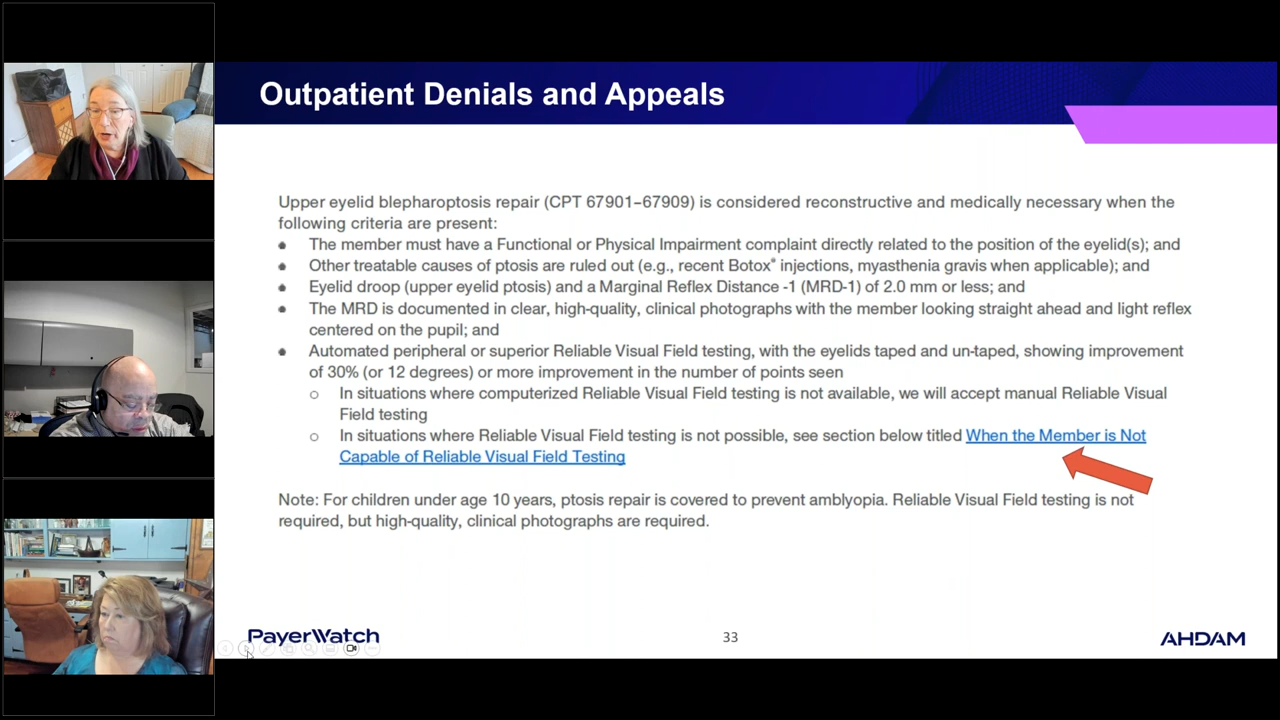 Outpatient Denials and Appeals
Upper eyelid blepharoptosis repair (CPT 67901–67909) is considered reconstructive and medically necessary when the
following criteria are present:
The member must have a Functional or Physical Impairment complaint directly related to the position of the eyelid(s); and
Other treatable causes of ptosis are ruled out (e.g., recent Botox® injections, myasthenia gravis when applicable); and
Eyelid droop (upper eyelid ptosis) and a Marginal Reflex Distance -1 (MRD-1) of 2.0 mm or less; and
The MRD is documented in clear, high-quality, clinical photographs with the member looking straight ahead and light reflex
centered on the pupil; and
Automated peripheral or superior Reliable Visual Field testing, with the eyelids taped and un-taped, showing improvement
of 30% (or 12 degrees) or more improvement in the number of points seen
In situations where computerized Reliable Visual Field testing is not available, we will accept manual Reliable Visual
Field testing
In situations where Reliable Visual Field testing is not possible, see section below titled When the Member is Not
Capable of Reliable Visual Field Testing
Note: For children under age 10 years, ptosis repair is covered to prevent amblyopia. Reliable Visual Field testing is not
required, but high-quality, clinical photographs are required.
PayerWatch
33
AHDAM